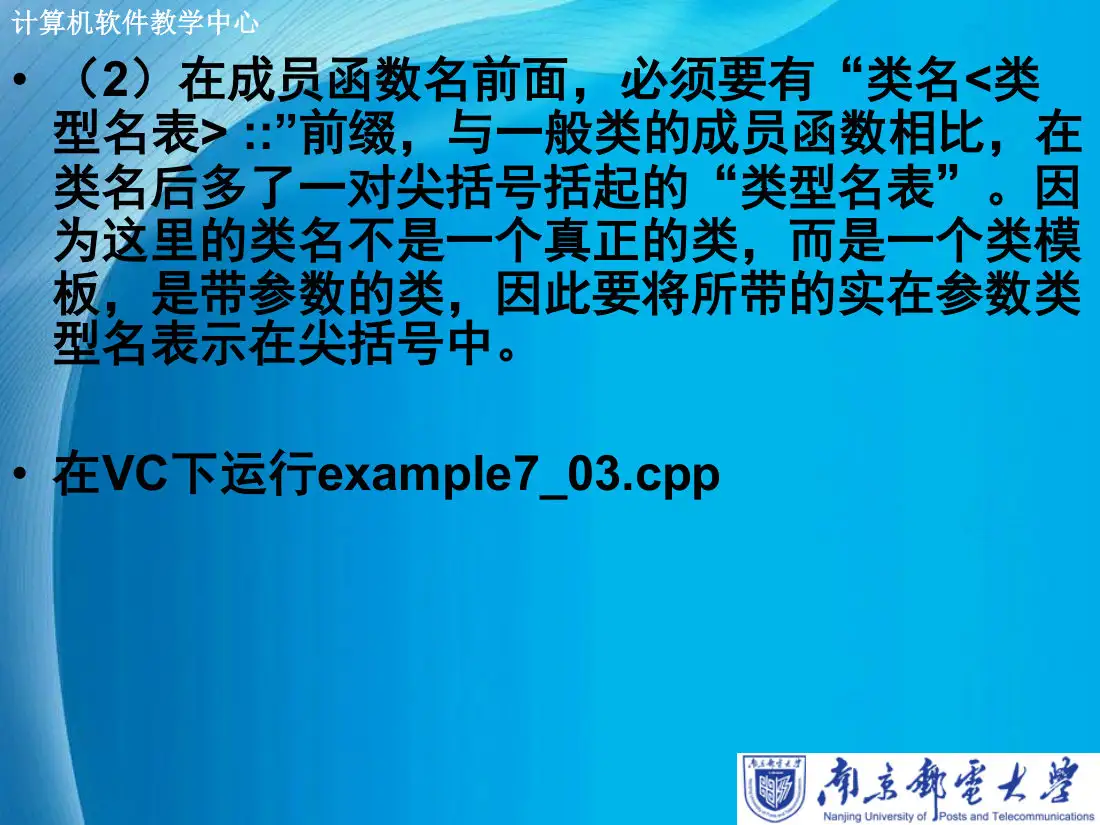 计算机软件教学中心
• （2）在成员函数名前面，必须要有“类名<类
型名表> ::”前缀，与一般类的成员函数相比，在
类名后多了一对尖括号括起的“类型名表”。因
为这里的类名不是一个真正的类，而是一个类模
板，是带参数的类，因此要将所带的实在参数类
型名表示在尖括号中。
• 在VC下运行example7_03.cpp
南京郵電大學
Nanjing University of Posts and Telecommunications